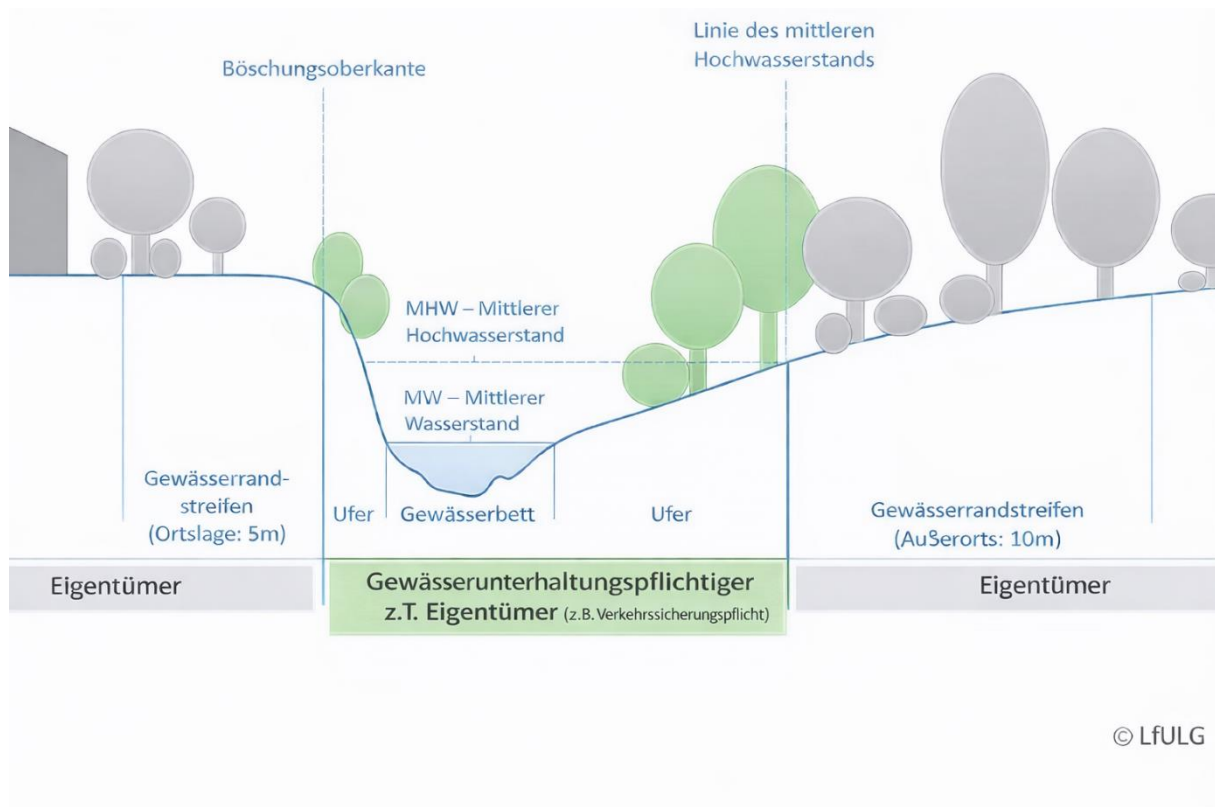 Linie des mittleren
Hochwasserstands
Böschungsoberkante
MHW – Mittlerer
Hochwasserstand
MW – Mittlerer
Wasserstand
Gewässerrand-
streifen
(Ortslage: 5m)
Ufer
Gewässerbett
Ufer
Gewässerrandstreifen
(Außerorts: 10m)
Eigentümer
Gewässerunterhaltungspflichtiger
z.T. Eigentümer (z.B. Verkehrssicherungspflicht)
Eigentümer
© LfULG